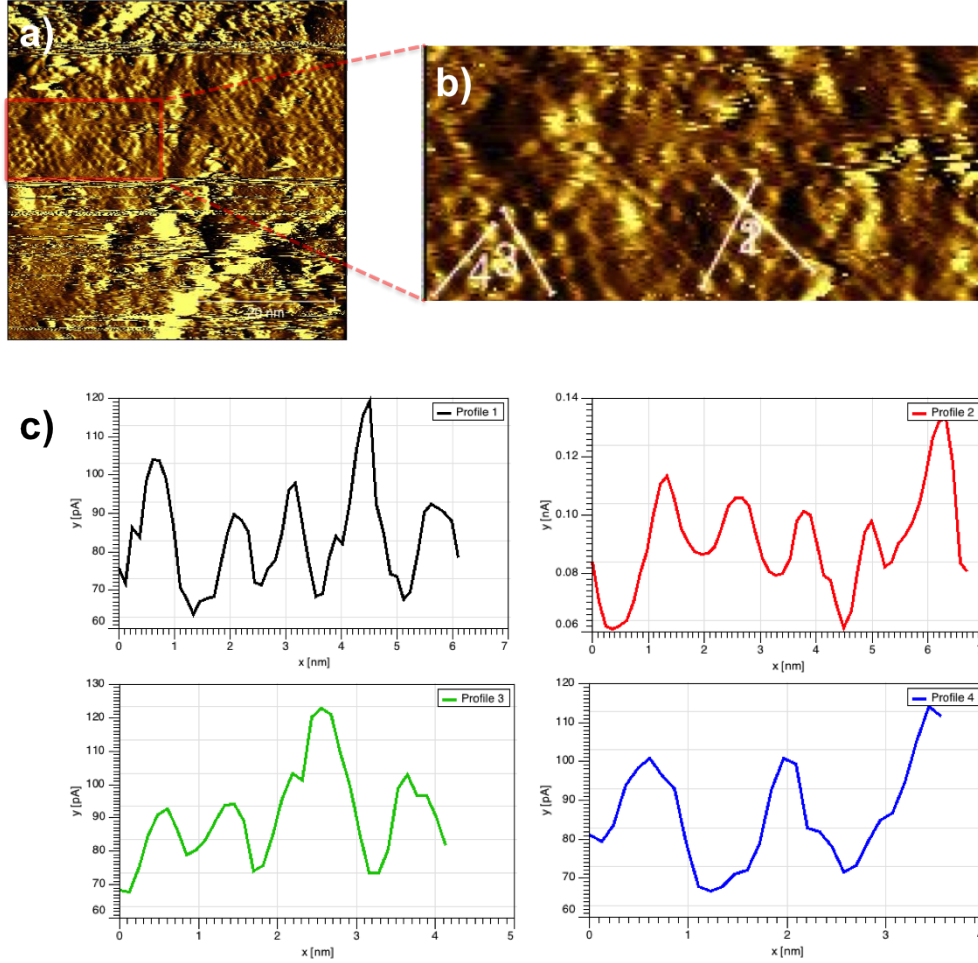 a)
20 nm
b)
4
3
2
c)
Profile 1
120
110
100
90
80
70
60
y [pA]
0 1 2 3 4 5 6 7
x [nm]
Profile 2
0.14
0.12
0.10
0.08
0.06
y [nA]
0 1 2 3 4 5 6
x [nm]
Profile 3
130
120
110
100
90
80
70
60
y [pA]
0 1 2 3 4 5
x [nm]
Profile 4
120
110
100
90
80
70
60
y [pA]
0 1 2 3
x [nm]